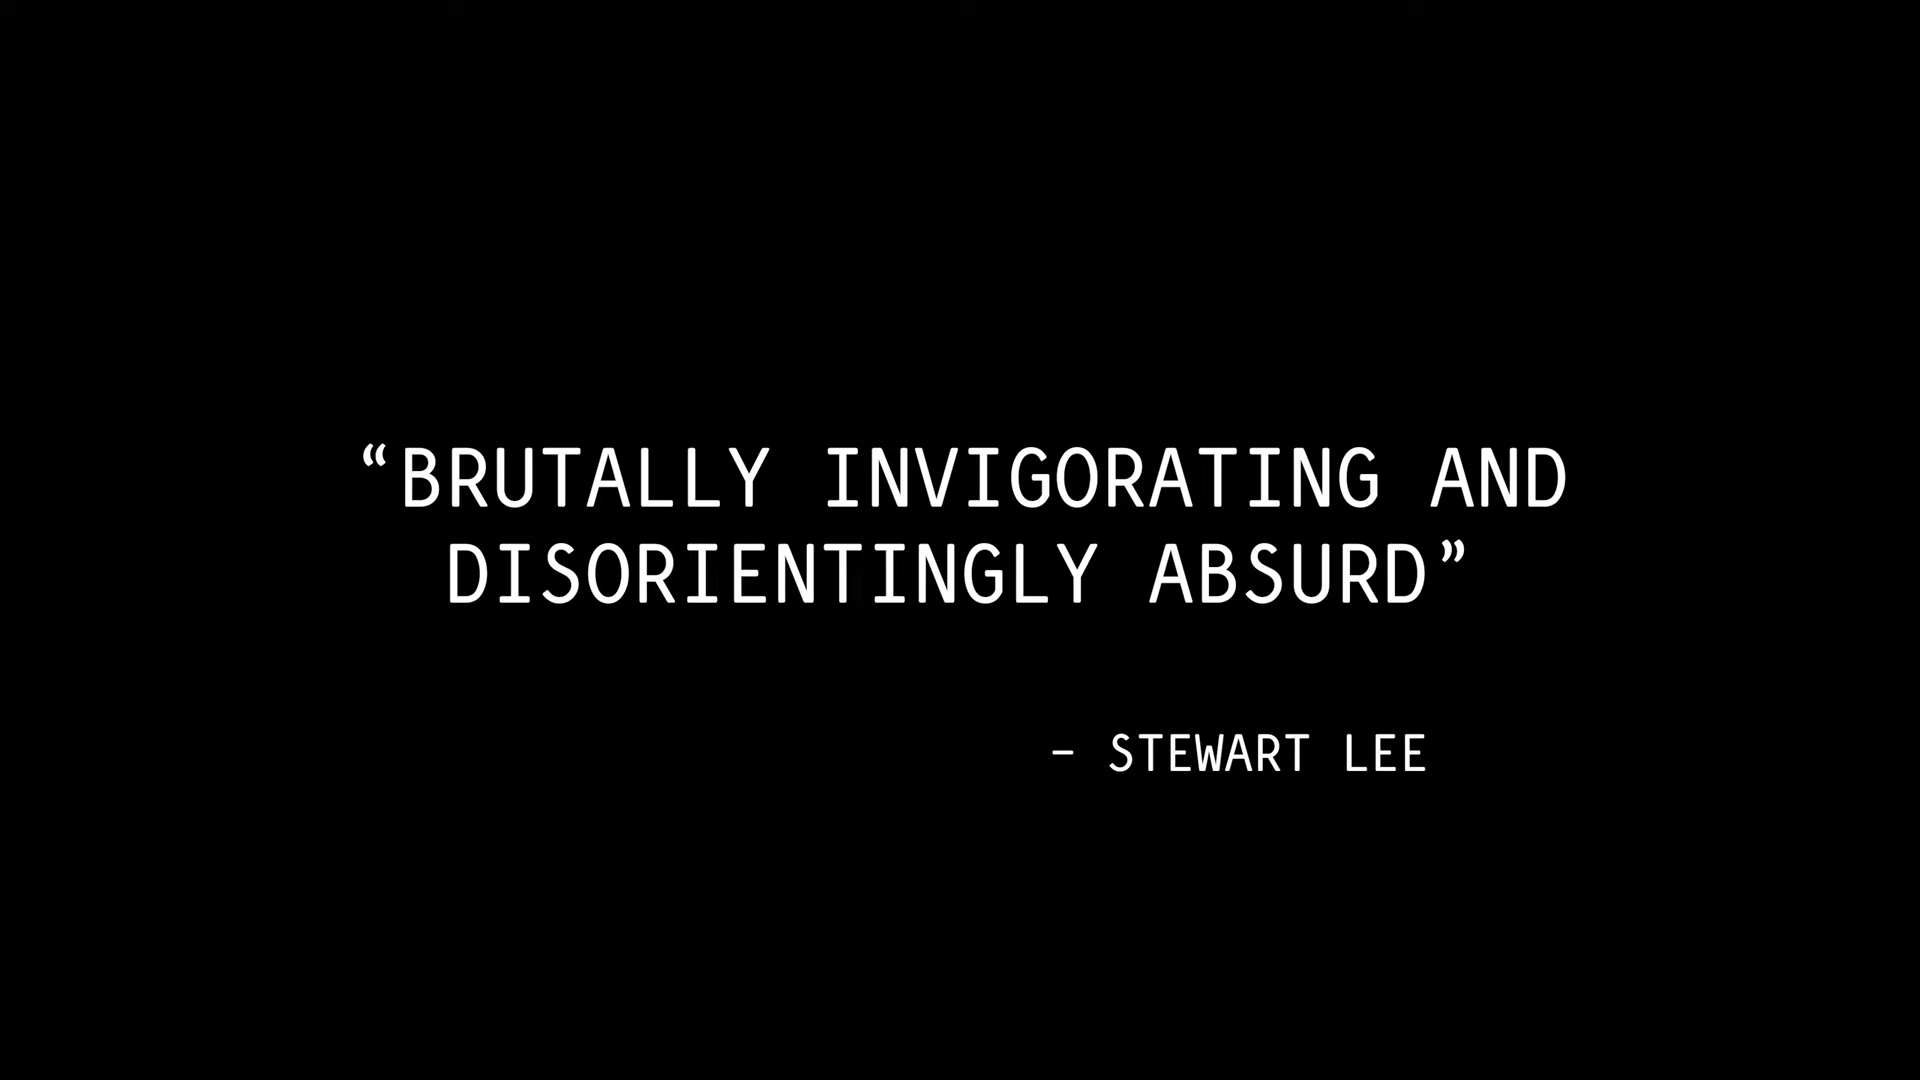 “BRUTALLY INVIGORATING AND
DISORIENTINGLY ABSURD”
– STEWART LEE